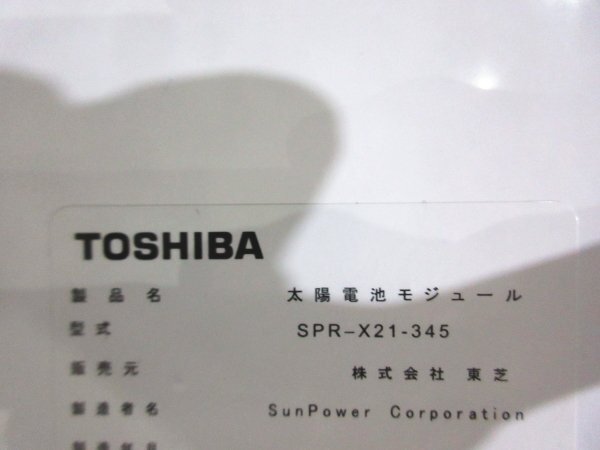 TOSHIBA
製品名 太陽電池モジュール
型式 SPR-X21-345
販売元 株式会社 東芝
製造者名 SunPower Corporation